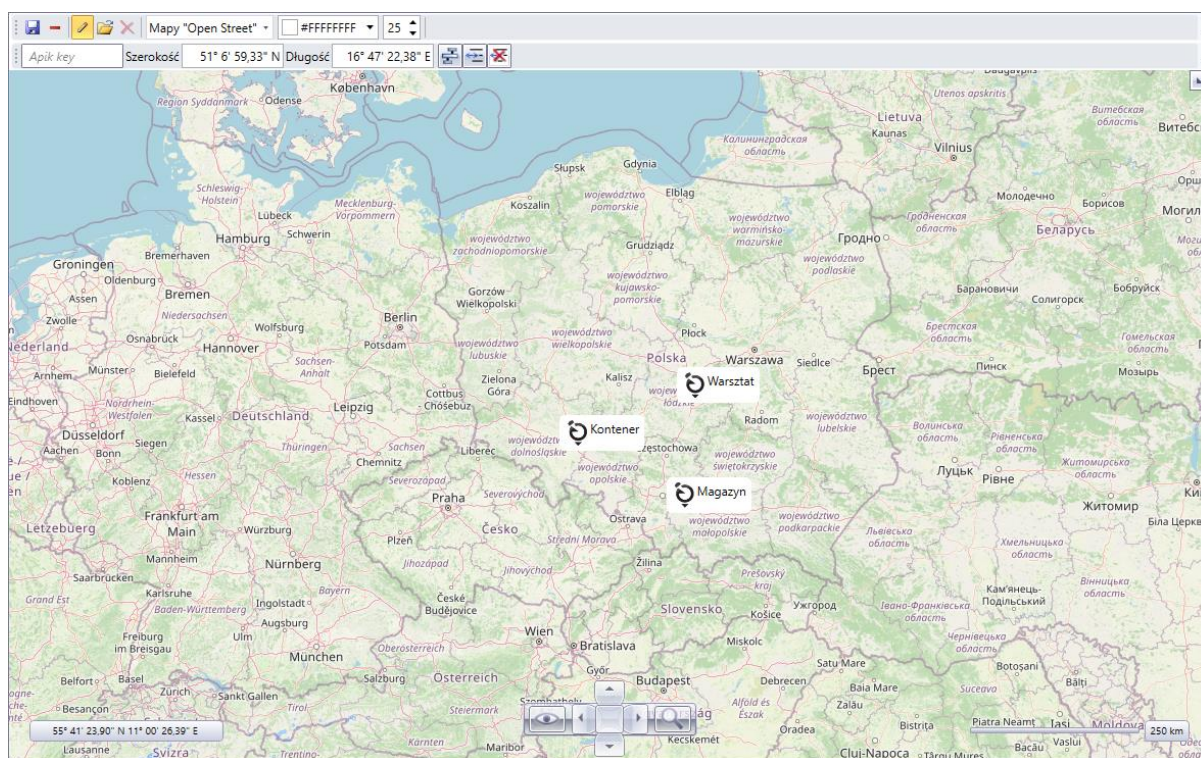 Mapy "Open Street" #FFFFFFFF 25
Apik key Szerokość 51° 6' 59,33" N Długość 16° 47' 22,38" E
København
Region Syddanmark Odense
Utenos apskritis
Витебская область
Lietuva
Kaunas
Калининградская область
Vilnius
Витебс
Słupsk Gdynia
Schleswig-Holstein
Mecklenburg-Vorpommern
Koszalin
województwo pomorskie
Elbląg
Молодечно Борисов
Орш
Lübeck
Schwerin
Hamburg
województwo warmińsko-mazurskie
Гродненская область
Беларусь
Могил
województwo zachodniopomorskie
Grudziądz
Гродно
Bremerhaven
Groningen
Oldenburg
województwo podlaskie
Assen
Bremen
Gorzów Wielkopolski
województwo kujawsko-pomorskie
Барановичи
Солигорск
Бобруйск
Zwolle
Niedersachsen
Wolfsburg
Berlin
Potsdam
Płock
Брестская область
Гомельская область
Nederland
Osnabrück
Hannover
województwo lubuskie
województwo wielkopolskie
Polska
Warszawa
Siedlce
Brest
Пинск
Мозырь
Arnhem
Münster
Bielefeld
Sachsen-Anhalt
Zielona Góra
Kalisz
Warsztat
Eindhoven
Nordrhein-Westfalen
Kassel
Deutschland
Leipzig
Cottbus - Chóśebuz
łódzkie
Radom
województwo lubelskie
Düsseldorf
Siegen
Aachen
Bonn
Thüringen
Sachsen
Chemnitz
Liberec
dolnośląskie
Kontener
zęstochowa
Волинська область
Рівненська область
Луцьк
Рівне
Житомирська область
Koblenz
Hessen
Severozápad
województwo opolskie
województwo świętokrzyskie
Magazyn
Praha
Severovýchod
Житомир
Frankfurt am Main
Würzburg
Česko
Ostrava
województwo małopolskie
województwo podkarpackie
Львівська область
Хмельницька область
Біла Церкв
Letzebuerg
Plzeň
Střední Morava
Mannheim
Nürnberg
Jihozápad
Jihovýchod
Žilina
Prešovský kraj
Вінницька область
Saarbrücken
Karlsruhe
Grand Est
Baden-Württemberg
Bayern
Ingolstadt
České Budějovice
Slovensko
Košice
Ужгород
Івано-Франківська область
Кам'янець-Подільський
Augsburg
Чернівецька область
Freiburg im Breisgau
Ulm
München
Oberösterreich
Wien
Bratislava
Miskolc
Satu Mare
Botoșani
Belfort
Basel
Salzburg
Österreich
Győr
Budapest
Debrecen
Baia Mare
Suceava
Bălți
Zürich
Sankt Gallen
Besançon
Tirol
Steiermark
Szombathely
Alföld és Észak
Zalău
Oradea
Bistrița
Piatra Neamț
Iași
Moldova
55° 41' 23,90" N 11° 00' 26,39" E
250 km
Lausanne
Svizra
Trentino-
Kärnten
Maribor
Kecskemét
Cluj-Napoca
Târgu Mureș
Bacău
Vaslui